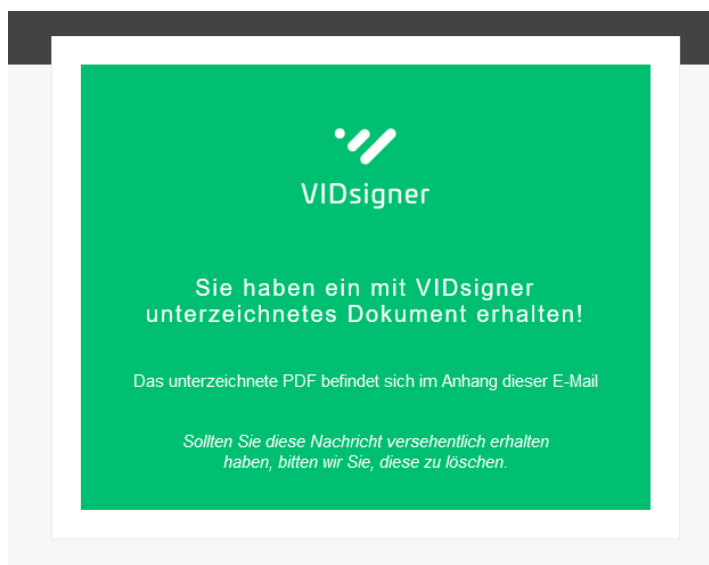 VIDsigner
Sie haben ein mit VIDsigner
unterzeichnetes Dokument erhalten!
Das unterzeichnete PDF befindet sich im Anhang dieser E-Mail
Sollten Sie diese Nachricht versehentlich erhalten
haben, bitten wir Sie, diese zu löschen.